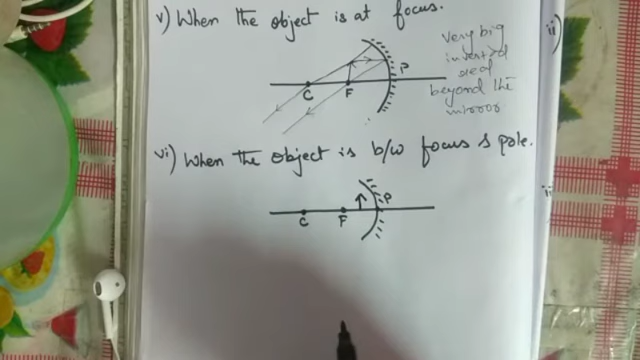 v) When the object is at focus.
ii)
very big
inverted
real
beyond the
mirror
P
C
F
vi) When the object is b/w focus & pole.
P
C
F